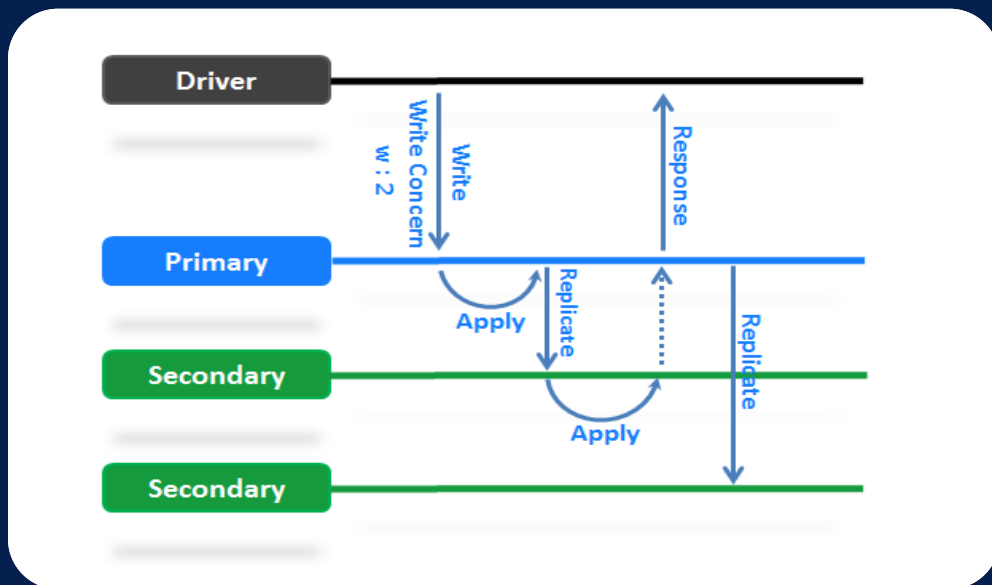 Driver
Write
Write Concern
w : 2
Response
Primary
Apply
Replicate
Replicate
Secondary
Apply
Secondary